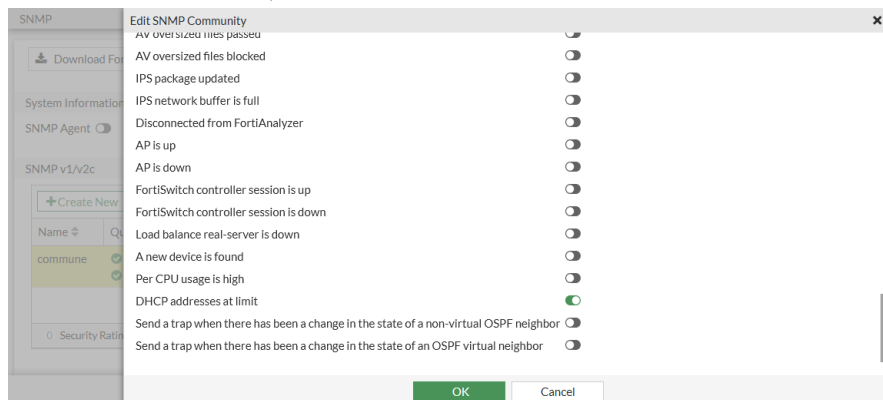 SNMP
Edit SNMP Community
AV oversized files passed
Download For
AV oversized files blocked
IPS package updated
System Information
IPS network buffer is full
SNMP Agent
Disconnected from FortiAnalyzer
AP is up
SNMP v1/v2c
AP is down
FortiSwitch controller session is up
+Create New
FortiSwitch controller session is down
Name
Qu
Load balance real-server is down
commune
A new device is found
Per CPU usage is high
DHCP addresses at limit
Send a trap when there has been a change in the state of a non-virtual OSPF neighbor
0 Security Ratin
Send a trap when there has been a change in the state of an OSPF virtual neighbor
OK
Cancel